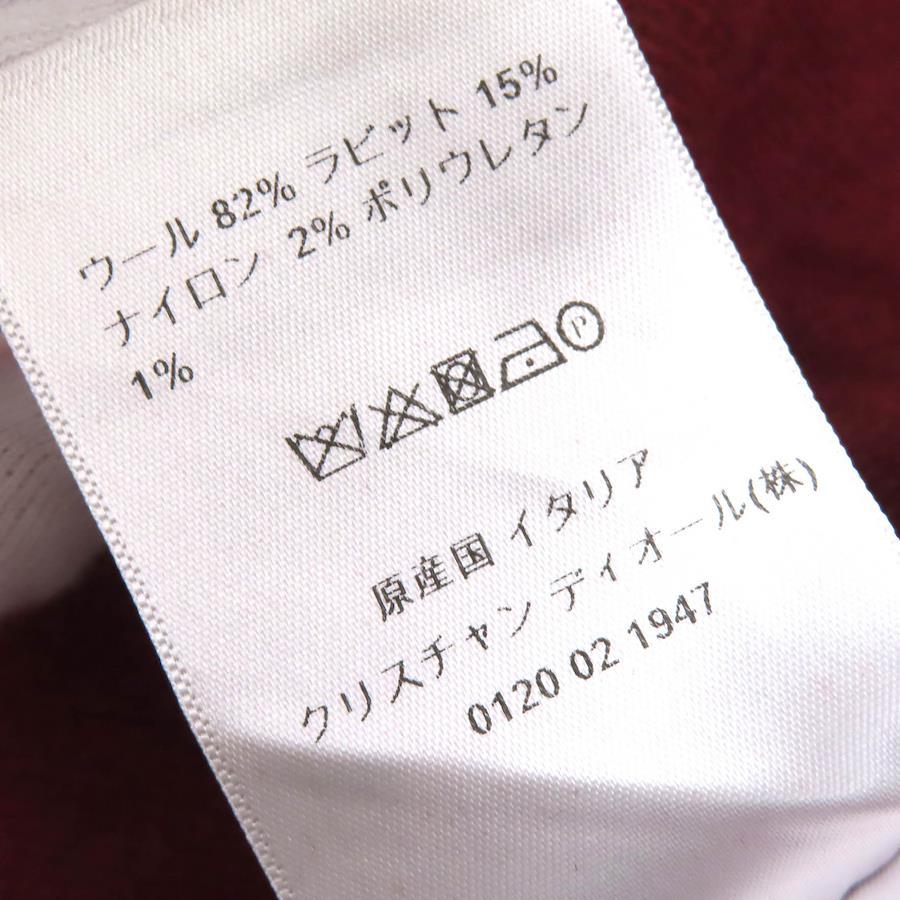 ウール 82% ラビット 15%
ナイロン 2% ポリウレタン
1%
P
原産国 イタリア
クリスチャン ディオール(株)
0120 02 1947